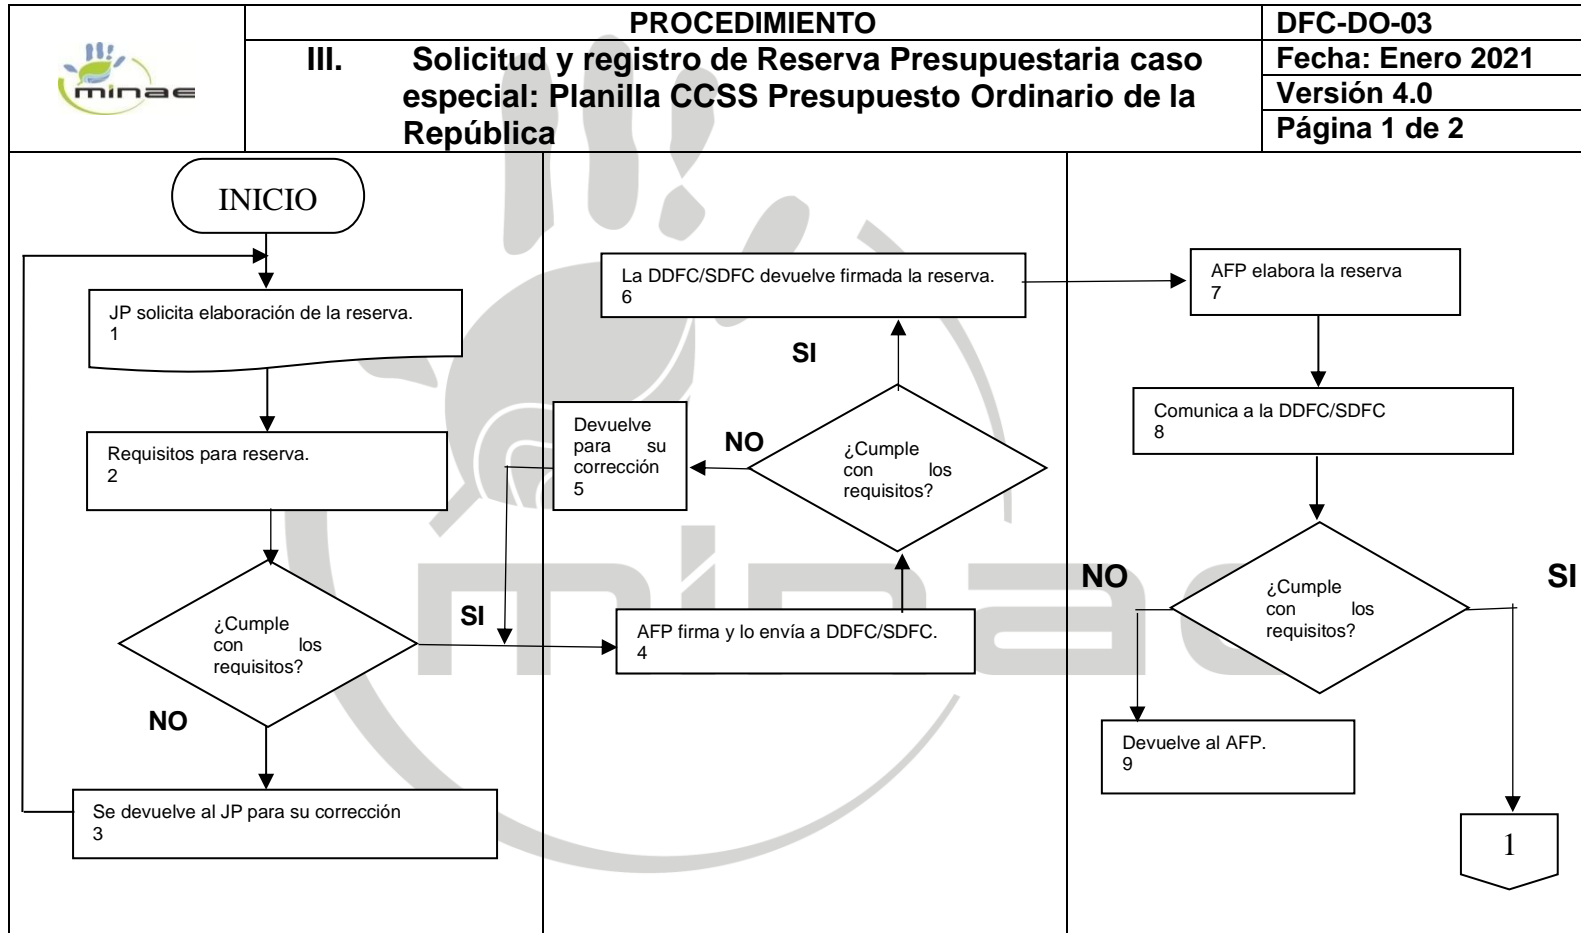 minae
PROCEDIMIENTO
III. Solicitud y registro de Reserva Presupuestaria caso
especial: Planilla CCSS Presupuesto Ordinario de la
República
DFC-DO-03
Fecha: Enero 2021
Versión 4.0
Página 1 de 2
INICIO
JP solicita elaboración de la reserva.
1
Requisitos para reserva.
2
¿Cumple
con los
requisitos?
SI
NO
Se devuelve al JP para su corrección
3
La DDFC/SDFC devuelve firmada la reserva.
6
SI
Devuelve
para su
corrección
5
NO
¿Cumple
con los
requisitos?
AFP firma y lo envía a DDFC/SDFC.
4
AFP elabora la reserva
7
Comunica a la DDFC/SDFC
8
NO
¿Cumple
con los
requisitos?
SI
Devuelve al AFP.
9
1
minae